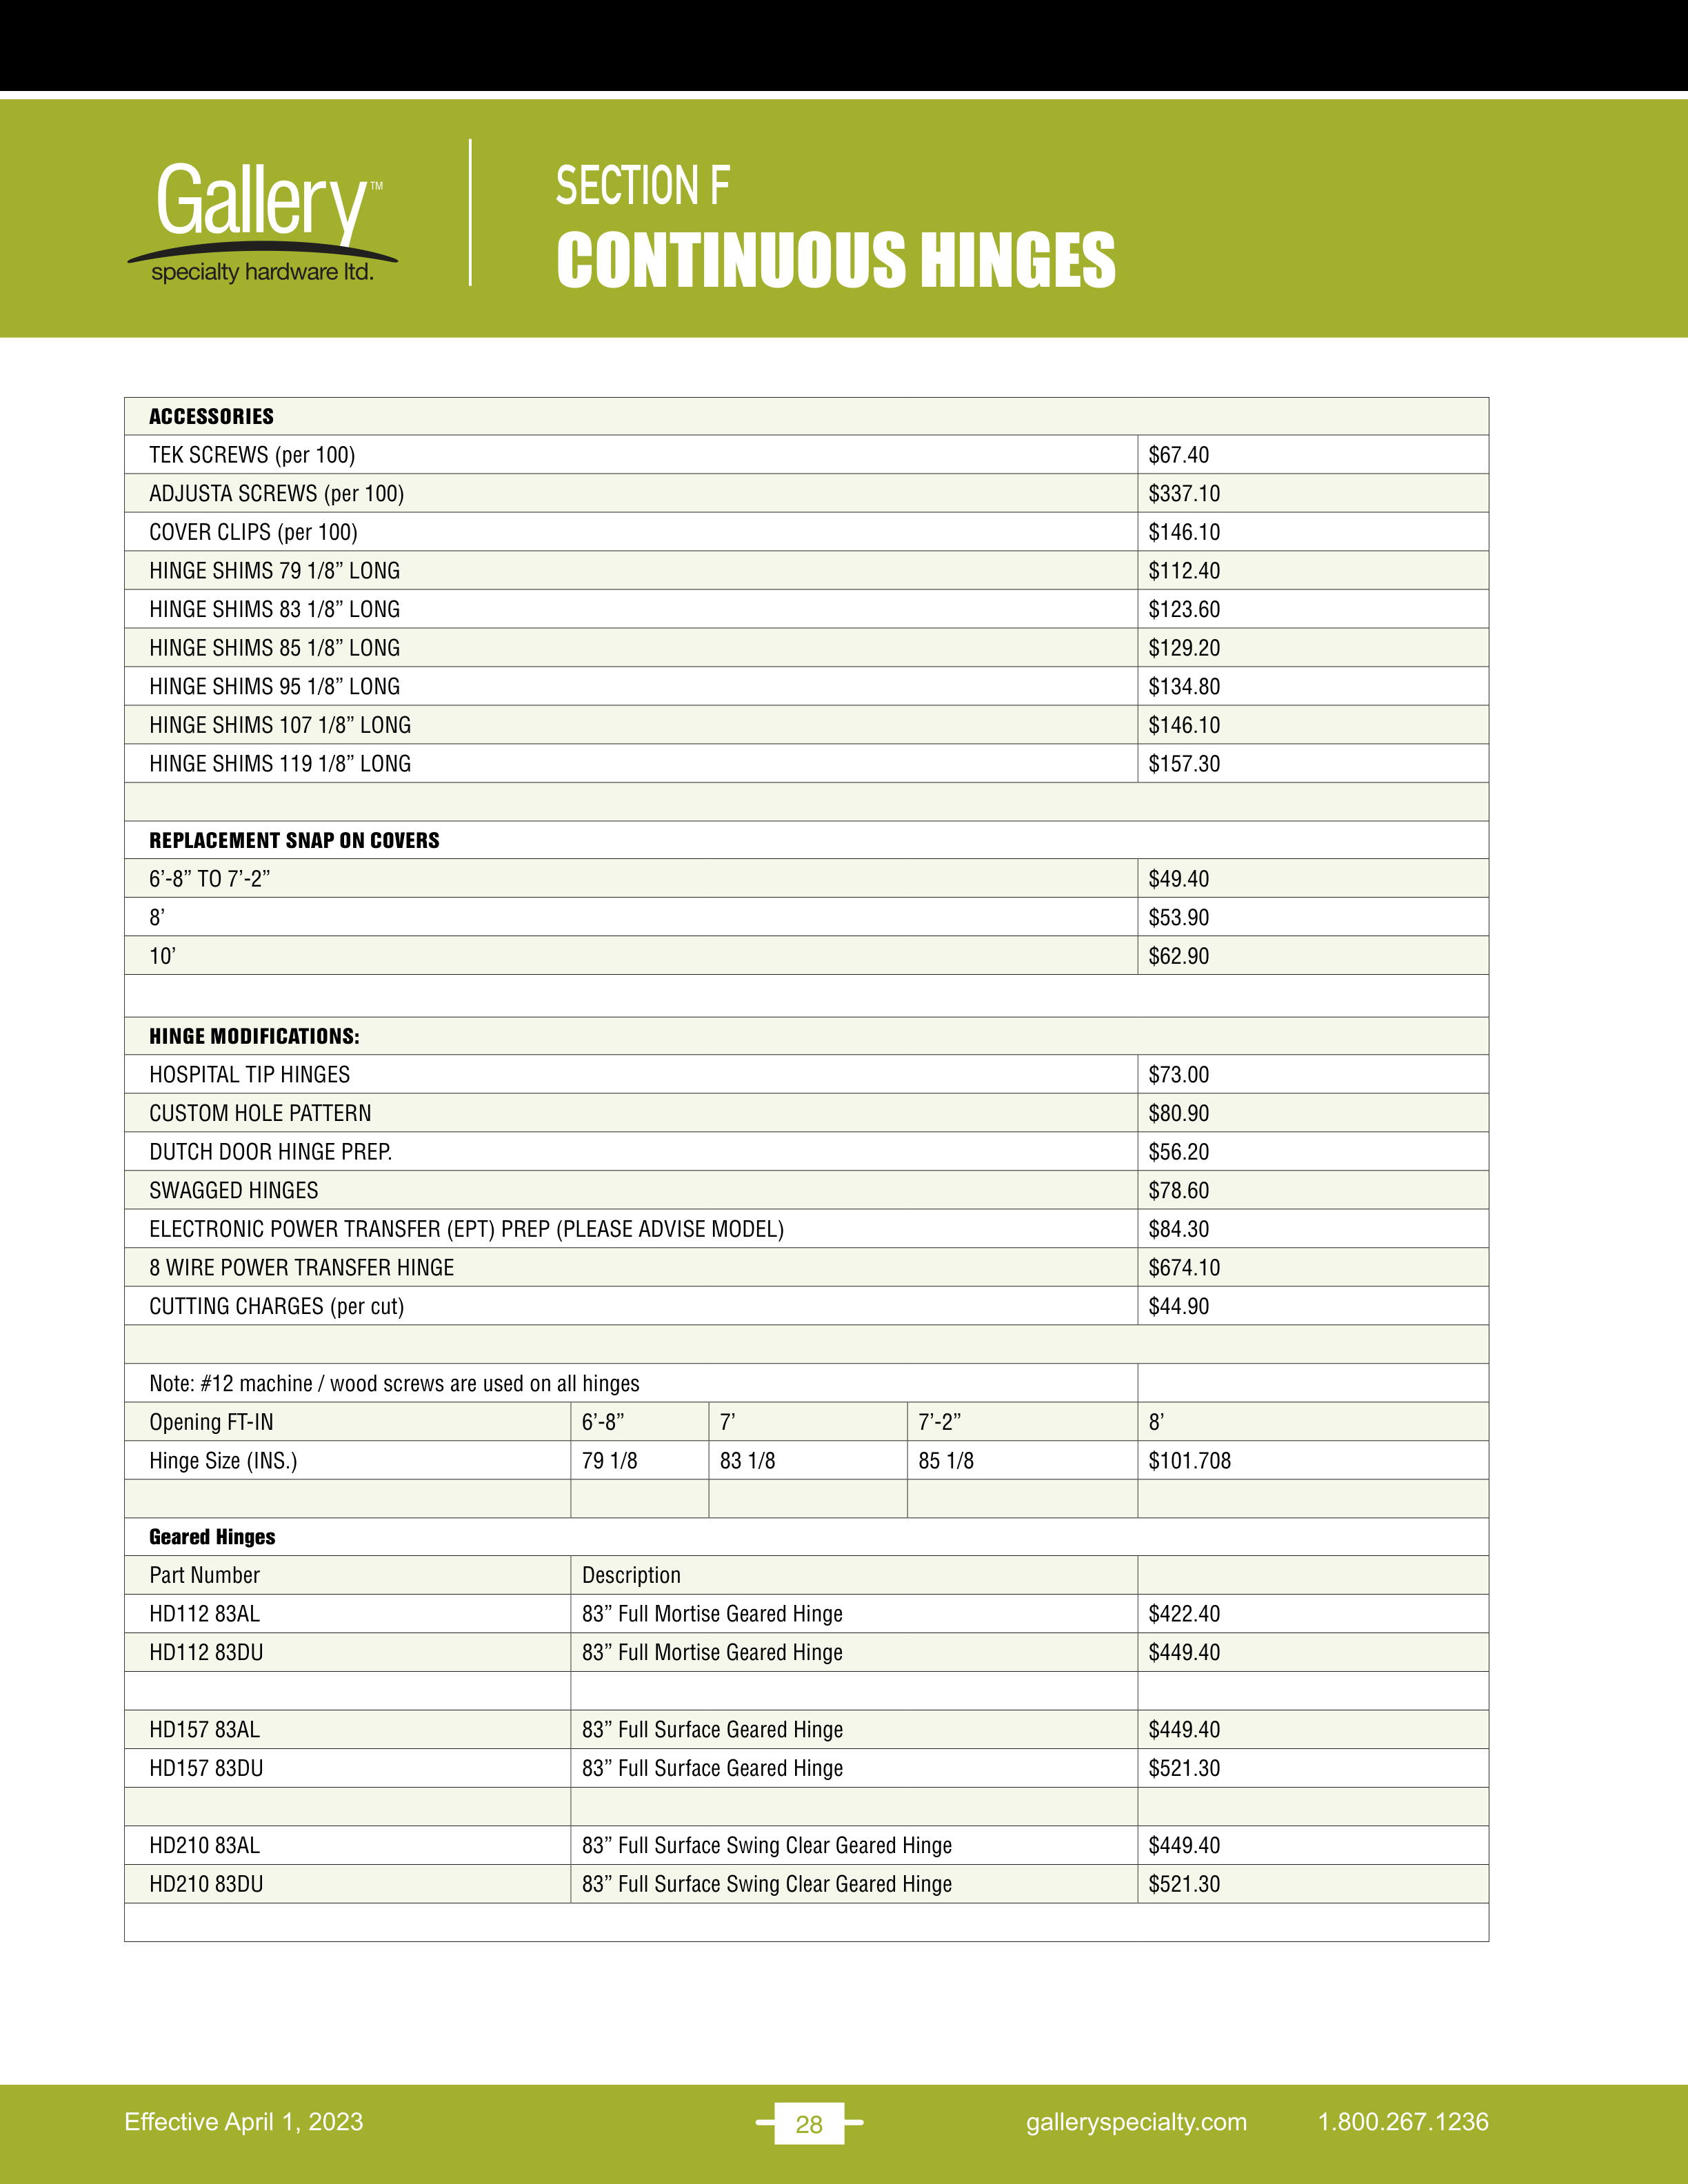 Gallery™
specialty hardware ltd.
SECTION F
CONTINUOUS HINGES
ACCESSORIES
TEK SCREWS (per 100) $67.40
ADJUSTA SCREWS (per 100) $337.10
COVER CLIPS (per 100) $146.10
HINGE SHIMS 79 1/8” LONG $112.40
HINGE SHIMS 83 1/8” LONG $123.60
HINGE SHIMS 85 1/8” LONG $129.20
HINGE SHIMS 95 1/8” LONG $134.80
HINGE SHIMS 107 1/8” LONG $146.10
HINGE SHIMS 119 1/8” LONG $157.30
REPLACEMENT SNAP ON COVERS
6’-8” TO 7’-2” $49.40
8’ $53.90
10’ $62.90
HINGE MODIFICATIONS:
HOSPITAL TIP HINGES $73.00
CUSTOM HOLE PATTERN $80.90
DUTCH DOOR HINGE PREP. $56.20
SWAGGED HINGES $78.60
ELECTRONIC POWER TRANSFER (EPT) PREP (PLEASE ADVISE MODEL) $84.30
8 WIRE POWER TRANSFER HINGE $674.10
CUTTING CHARGES (per cut) $44.90
Note: #12 machine / wood screws are used on all hinges
Opening FT-IN 6’-8” 7’ 7’-2” 8’
Hinge Size (INS.) 79 1/8 83 1/8 85 1/8 $101.708
Geared Hinges
Part Number Description
HD112 83AL 83” Full Mortise Geared Hinge $422.40
HD112 83DU 83” Full Mortise Geared Hinge $449.40
HD157 83AL 83” Full Surface Geared Hinge $449.40
HD157 83DU 83” Full Surface Geared Hinge $521.30
HD210 83AL 83” Full Surface Swing Clear Geared Hinge $449.40
HD210 83DU 83” Full Surface Swing Clear Geared Hinge $521.30
Effective April 1, 2023 28 galleryspecialty.com 1.800.267.1236